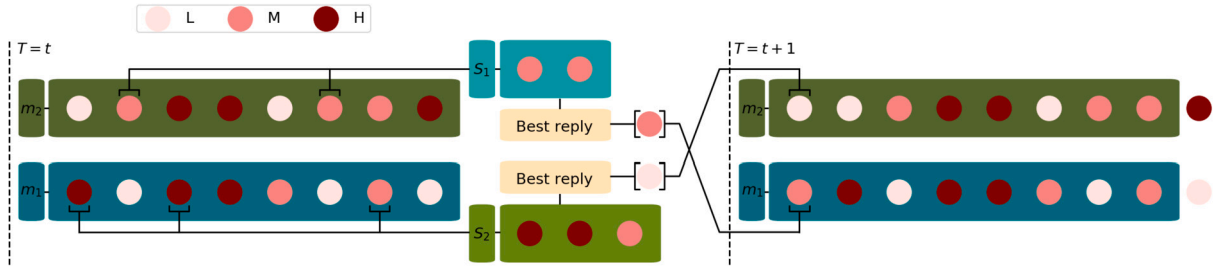 L M H
T = t
T = t + 1
S₁
m₂
m₂
Best reply
Best reply
m₁
m₁
S₂